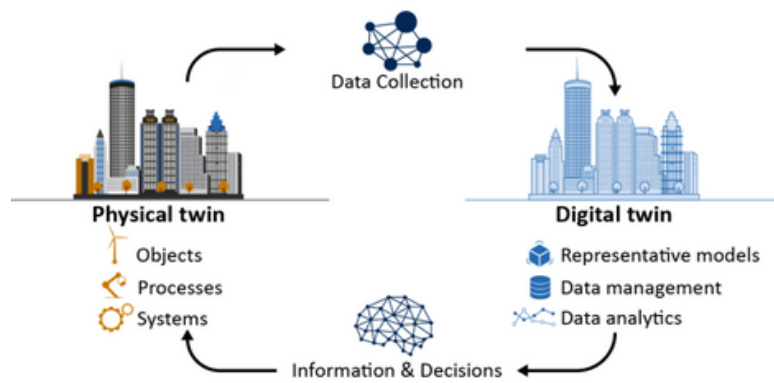 Data Collection
Physical twin
Digital twin
Objects
Processes
Systems
Representative models
Data management
Data analytics
Information & Decisions